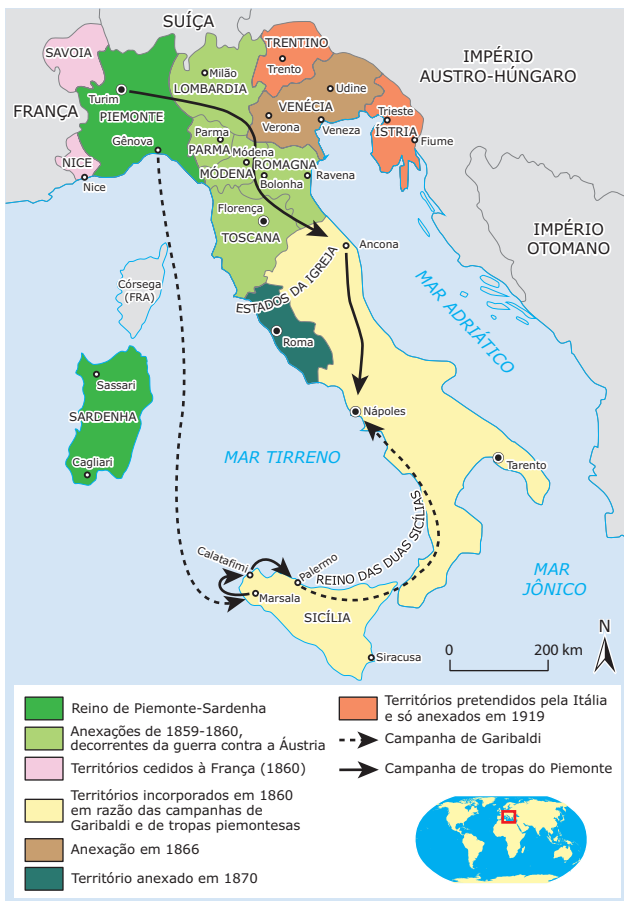 SUÍÇA
SAVOIA
TRENTINO
Trento
IMPÉRIO
AUSTRO-HÚNGARO
Milão
LOMBARDIA
Udine
FRANÇA
Turim
PIEMONTE
VENÉCIA
Verona
Veneza
Trieste
ÍSTRIA
Fiume
Gênova
Parma
PARMA
Módena
MÓDENA
ROMAGNA
Bolonha
Ravena
NICE
Nice
Florença
TOSCANA
IMPÉRIO
OTOMANO
Ancona
ESTADOS DA IGREJA
MAR ADRIÁTICO
Córsega
(FRA)
Roma
Sassari
SARDENHA
Cagliari
Nápoles
MAR TIRRENO
Tarento
REINO DAS DUAS SICÍLIAS
Calatafimi
Palermo
Marsala
SICÍLIA
Siracusa
MAR
JÔNICO
N
0 200 km
Reino de Piemonte-Sardenha
Anexações de 1859-1860,
decorrentes da guerra contra a Áustria
Territórios cedidos à França (1860)
Territórios incorporados em 1860
em razão das campanhas de
Garibaldi e de tropas piemontesas
Anexação em 1866
Território anexado em 1870
Territórios pretendidos pela Itália
e só anexados em 1919
Campanha de Garibaldi
Campanha de tropas do Piemonte